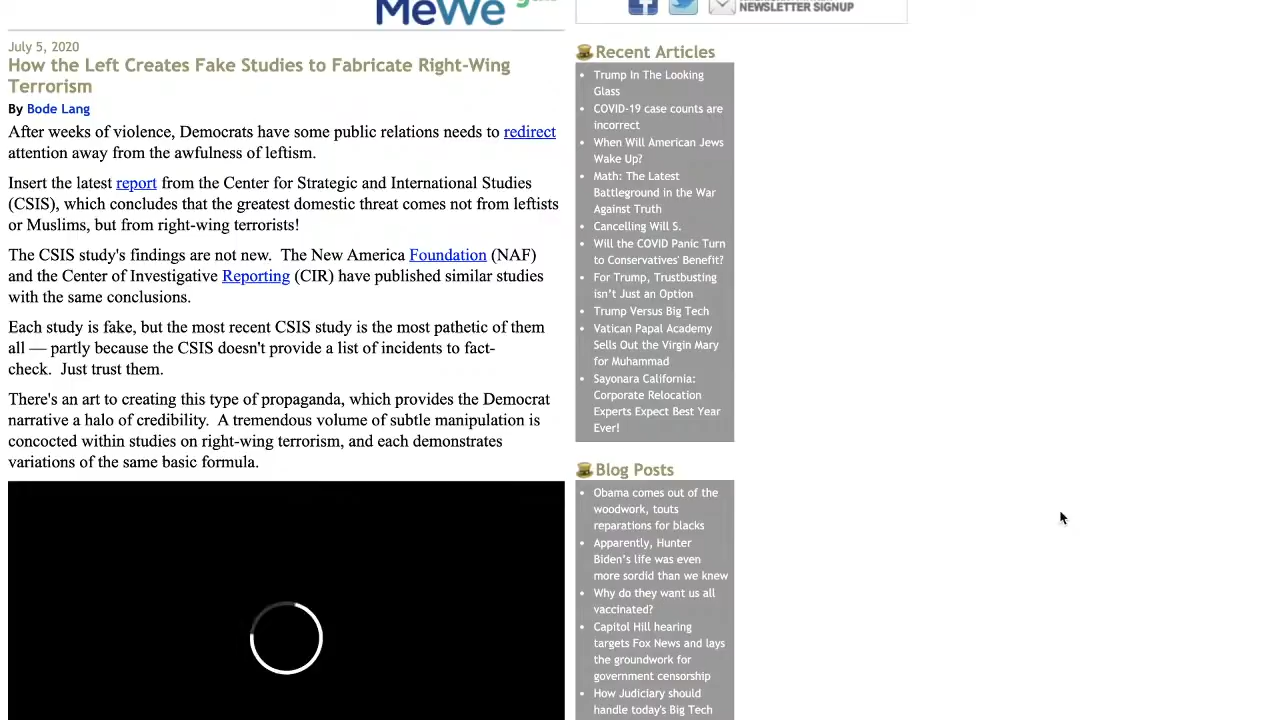 MeWe
NEWSLETTER SIGNUP
July 5, 2020
How the Left Creates Fake Studies to Fabricate Right-Wing
Terrorism
By Bode Lang
After weeks of violence, Democrats have some public relations needs to redirect
attention away from the awfulness of leftism.
Insert the latest report from the Center for Strategic and International Studies
(CSIS), which concludes that the greatest domestic threat comes not from leftists
or Muslims, but from right-wing terrorists!
The CSIS study's findings are not new.  The New America Foundation (NAF)
and the Center of Investigative Reporting (CIR) have published similar studies
with the same conclusions.
Each study is fake, but the most recent CSIS study is the most pathetic of them
all — partly because the CSIS doesn't provide a list of incidents to fact-
check.  Just trust them.
There's an art to creating this type of propaganda, which provides the Democrat
narrative a halo of credibility.  A tremendous volume of subtle manipulation is
concocted within studies on right-wing terrorism, and each demonstrates
variations of the same basic formula.
Recent Articles
Trump In The Looking
Glass
COVID-19 case counts are
incorrect
When Will American Jews
Wake Up?
Math: The Latest
Battleground in the War
Against Truth
Cancelling Will S.
Will the COVID Panic Turn
to Conservatives' Benefit?
For Trump, Trustbusting
isn't Just an Option
Trump Versus Big Tech
Vatican Papal Academy
Sells Out the Virgin Mary
for Muhammad
Sayonara California:
Corporate Relocation
Experts Expect Best Year
Ever!
Blog Posts
Obama comes out of the
woodwork, touts
reparations for blacks
Apparently, Hunter
Biden's life was even
more sordid than we knew
Why do they want us all
vaccinated?
Capitol Hill hearing
targets Fox News and lays
the groundwork for
government censorship
How Judiciary should
handle today's Big Tech